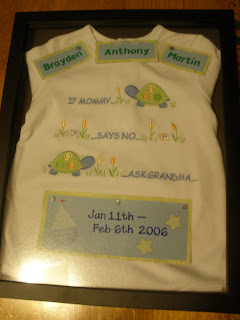 Brayden Anthony Martin
IF MOMMY...
...SAYS NO...
...ASK GRANDMA...
Jan 11th –
Feb 6th 2006